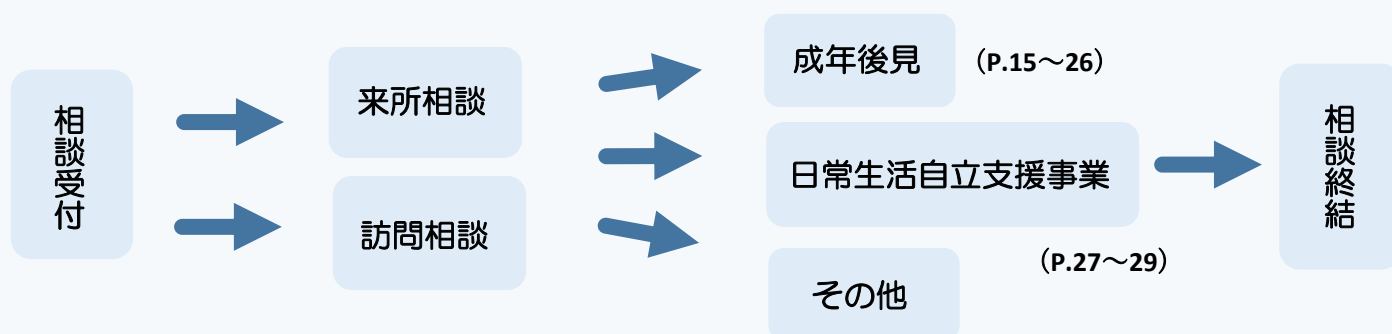 相談受付
来所相談
訪問相談
成年後見
（P.15～26）
日常生活自立支援事業
（P.27～29）
その他
相談終結